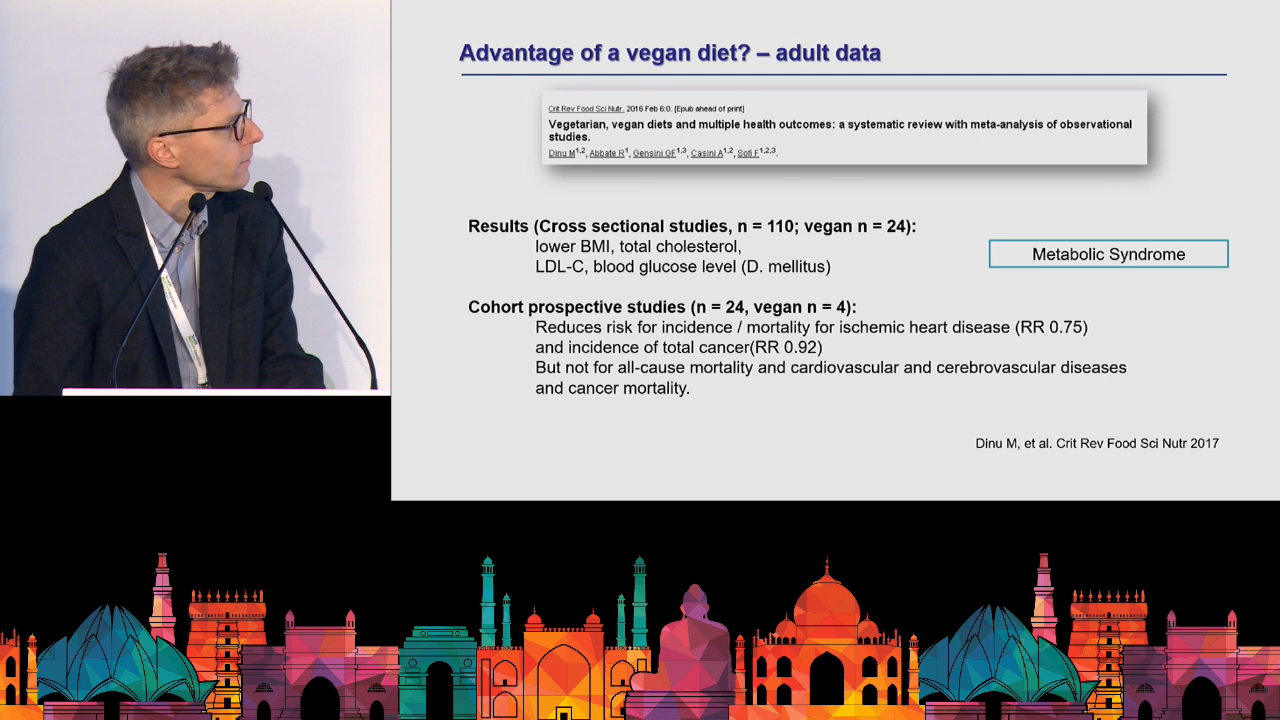 Advantage of a vegan diet? – adult data
Crit Rev Food Sci Nutr. 2016 Feb 6:0. [Epub ahead of print]
Vegetarian, vegan diets and multiple health outcomes: a systematic review with meta-analysis of observational
studies.
Dinu M1,2, Abbate R1, Gensini GF1,3, Casini A1,2, Sofi F1,2,3.
Results (Cross sectional studies, n = 110; vegan n = 24):
lower BMI, total cholesterol,
LDL-C, blood glucose level (D. mellitus)
Metabolic Syndrome
Cohort prospective studies (n = 24, vegan n = 4):
Reduces risk for incidence / mortality for ischemic heart disease (RR 0.75)
and incidence of total cancer(RR 0.92)
But not for all-cause mortality and cardiovascular and cerebrovascular diseases
and cancer mortality.
Dinu M, et al. Crit Rev Food Sci Nutr 2017